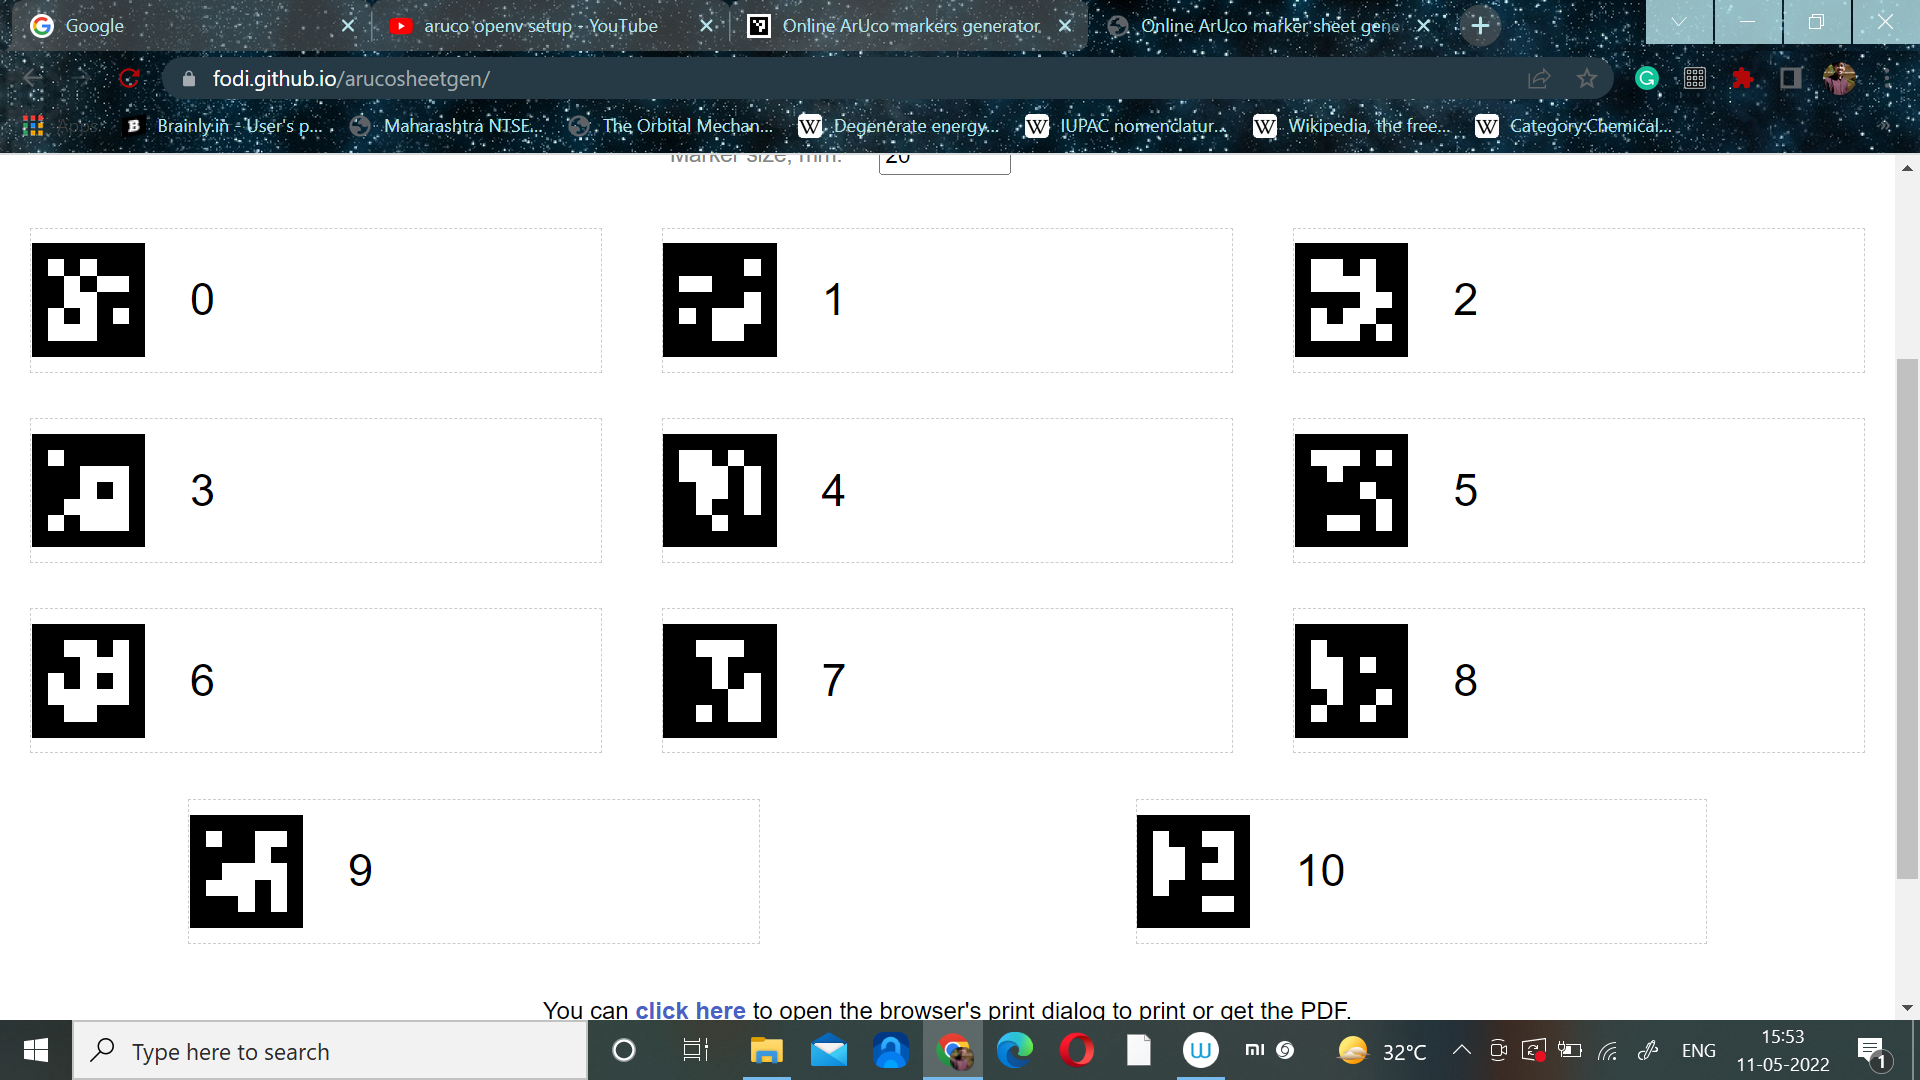 Google
aruco openv setup - YouTube
Online ArUco markers generator
Online ArUco marker sheet gene
fodi.github.io/arucosheetgen/
Apps
Brainly.in - User's p...
Maharashtra NTSE...
The Orbital Mechan...
Degenerate energy...
IUPAC nomenclatur...
Wikipedia, the free...
Category:Chemical...
Marker size, mm: 20
0
1
2
3
4
5
6
7
8
9
10
You can click here to open the browser's print dialog to print or get the PDF.
Type here to search
32°C
ENG
15:53
11-05-2022
1